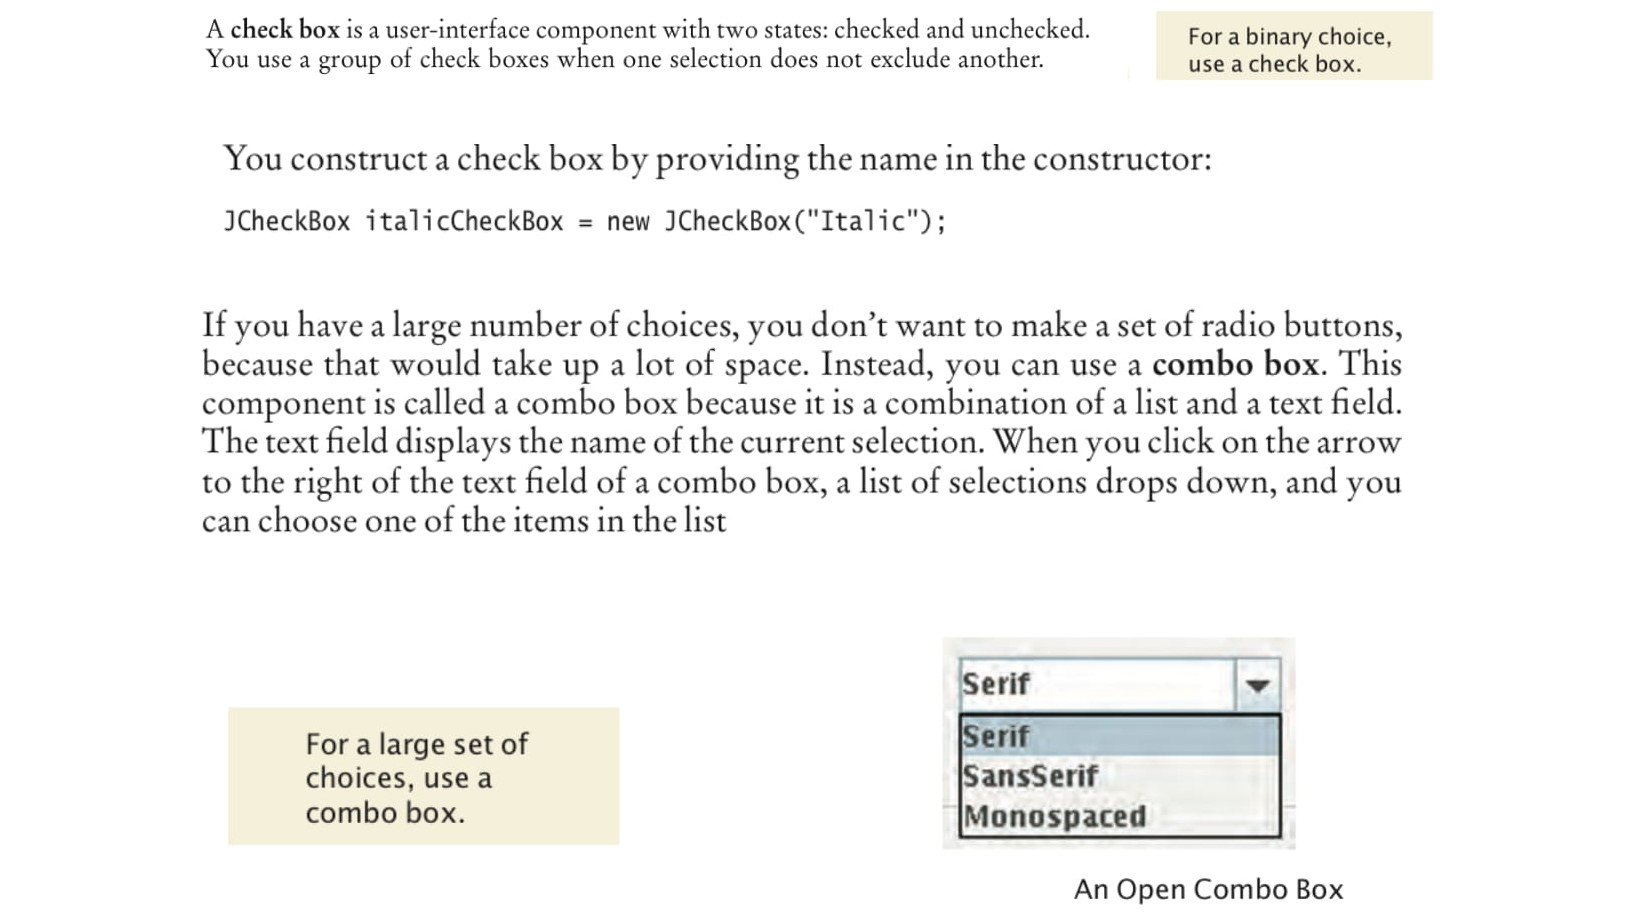 A check box is a user-interface component with two states: checked and unchecked.
You use a group of check boxes when one selection does not exclude another.
For a binary choice,
use a check box.
You construct a check box by providing the name in the constructor:
JCheckBox italicCheckBox = new JCheckBox("Italic");
If you have a large number of choices, you don’t want to make a set of radio buttons,
because that would take up a lot of space. Instead, you can use a combo box. This
component is called a combo box because it is a combination of a list and a text field.
The text field displays the name of the current selection. When you click on the arrow
to the right of the text field of a combo box, a list of selections drops down, and you
can choose one of the items in the list
For a large set of
choices, use a
combo box.
Serif
Serif
SansSerif
Monospaced
An Open Combo Box